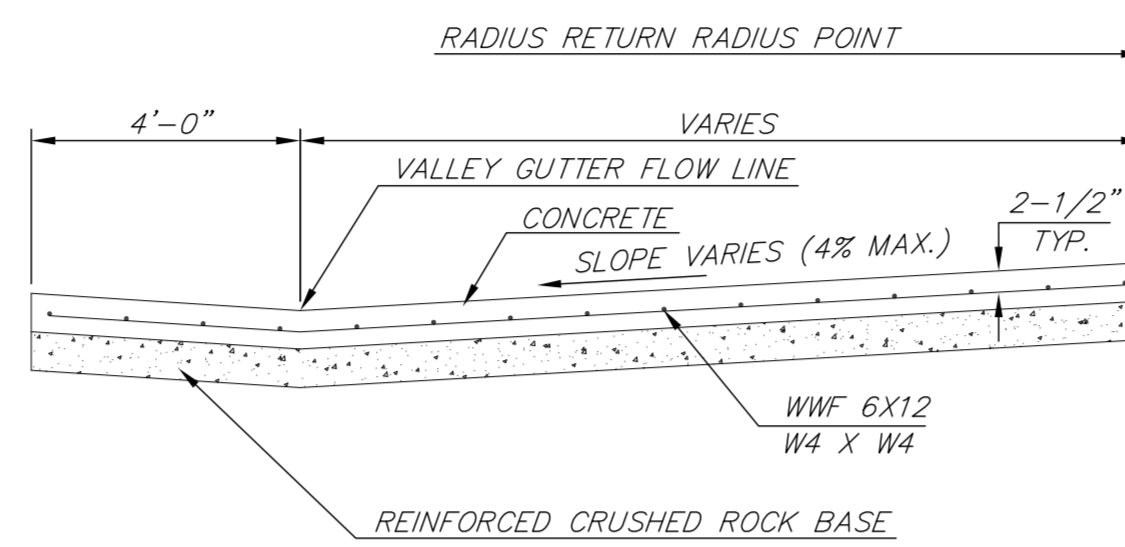 RADIUS RETURN RADIUS POINT
4'-0"
VARIES
VALLEY GUTTER FLOW LINE
CONCRETE
2-1/2"
TYP.
SLOPE VARIES (4% MAX.)
WWF 6X12
W4 X W4
REINFORCED CRUSHED ROCK BASE